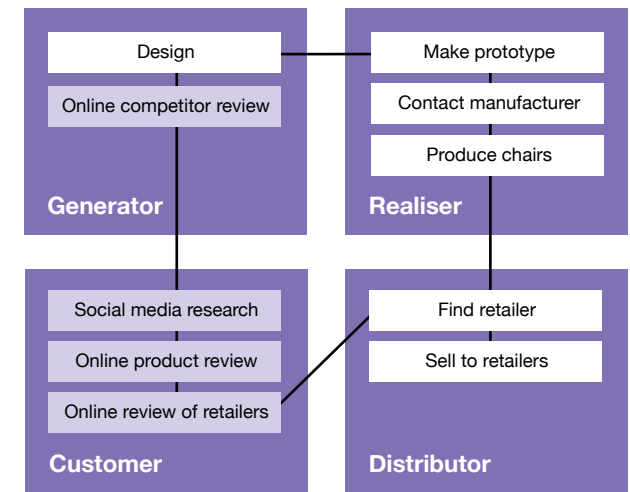 Design
Online competitor review
Generator
Make prototype
Contact manufacturer
Produce chairs
Realiser
Social media research
Online product review
Online review of retailers
Customer
Find retailer
Sell to retailers
Distributor